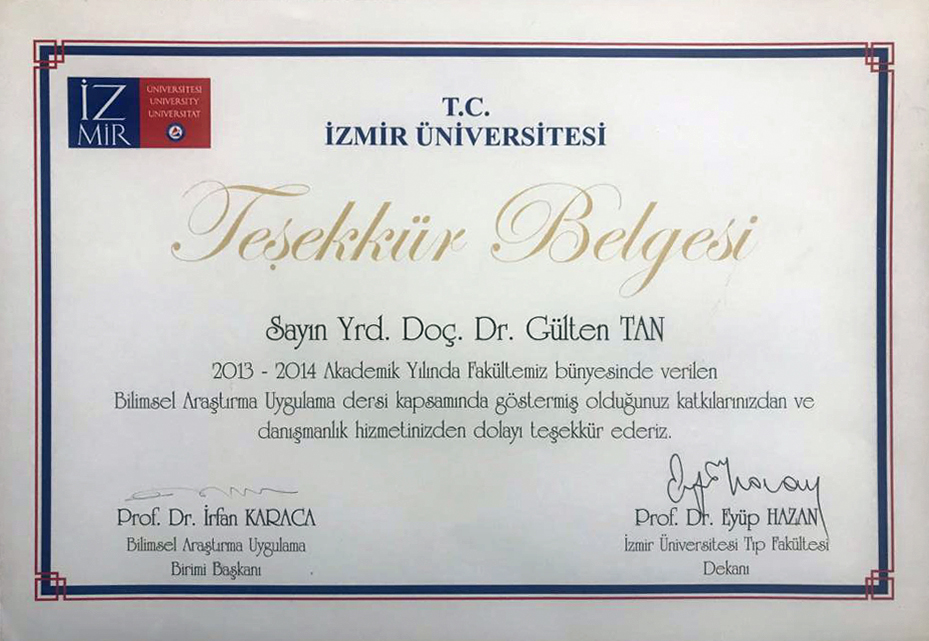 İZMİR
ÜNİVERSİTESİ
UNIVERSITY
UNIVERSITAT
T.C.
İZMİR ÜNİVERSİTESİ
Teşekkür Belgesi
Sayın Yrd. Doç. Dr. Gülten TAN
2013 - 2014 Akademik Yılında Fakültemiz bünyesinde verilen
Bilimsel Araştırma Uygulama dersi kapsamında göstermiş olduğunuz katkılarınızdan ve
danışmanlık hizmetinizden dolayı teşekkür ederiz.
Prof. Dr. İrfan KARACA
Bilimsel Araştırma Uygulama
Birimi Başkanı
Prof. Dr. Eyüp HAZAN
İzmir Üniversitesi Tıp Fakültesi
Dekanı